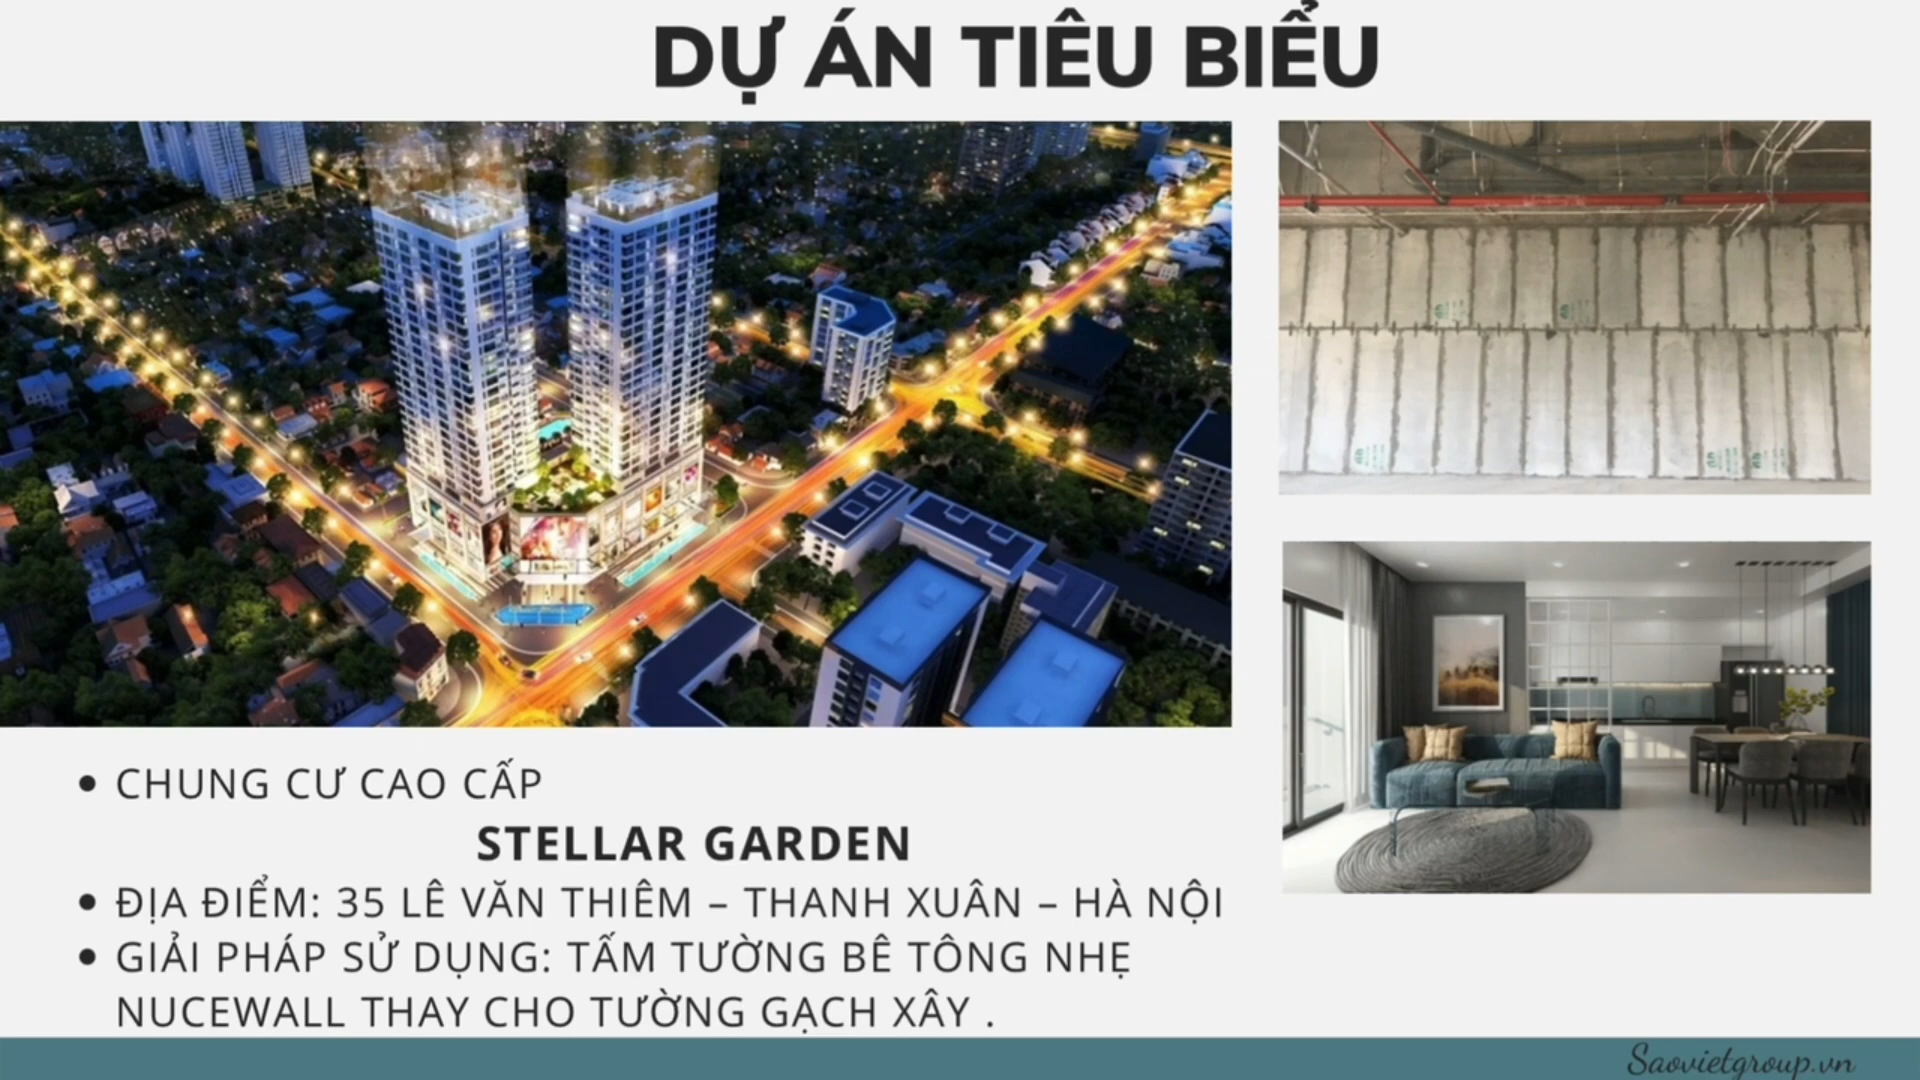 DỰ ÁN TIÊU BIỂU
CHUNG CƯ CAO CẤP
STELLAR GARDEN
ĐỊA ĐIỂM: 35 LÊ VĂN THIÊM – THANH XUÂN – HÀ NỘI
GIẢI PHÁP SỬ DỤNG: TẤM TƯỜNG BÊ TÔNG NHẸ
NUCEWALL THAY CHO TƯỜNG GẠCH XÂY .
Saovietgroup.vn